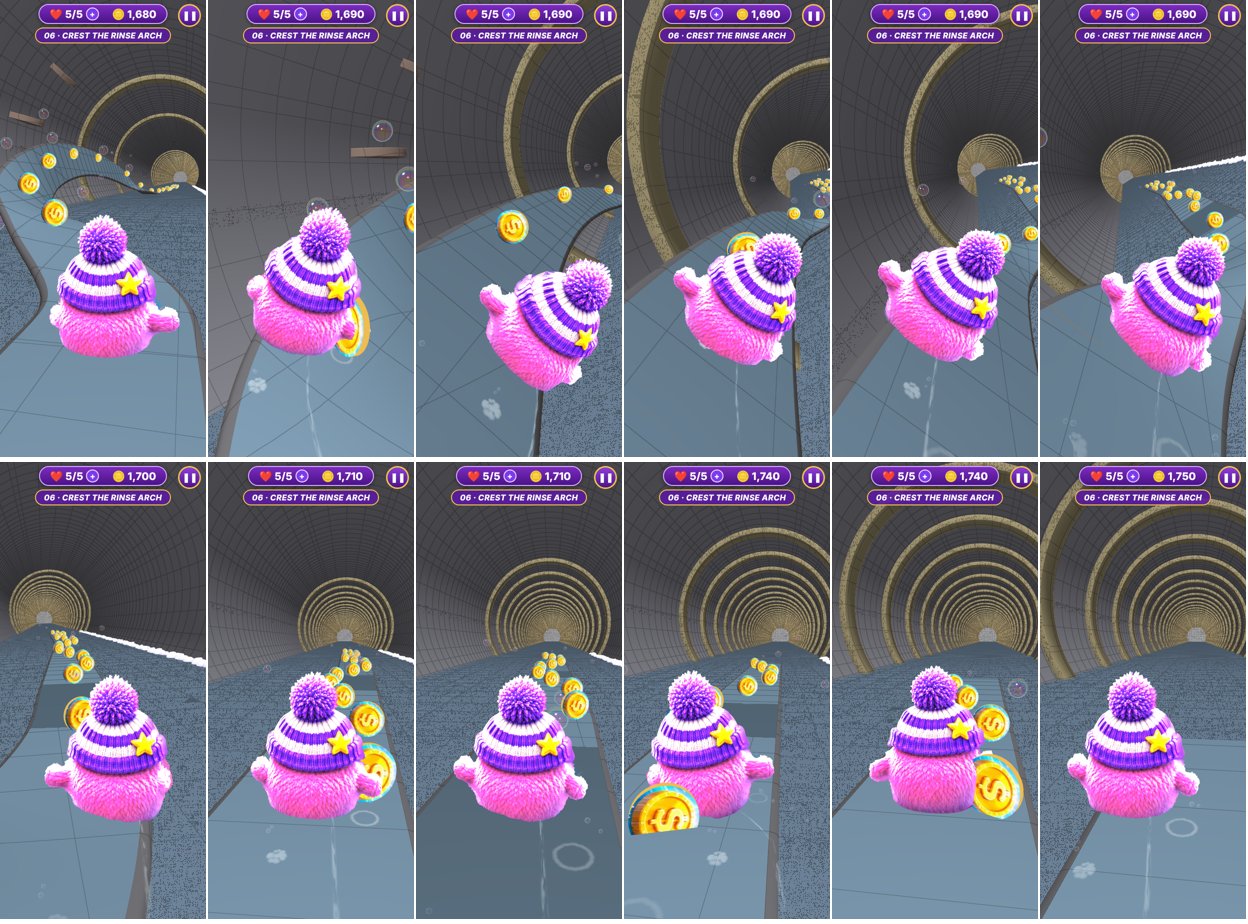 5/5 + 1,680
06 · CREST THE RINSE ARCH
5/5 + 1,690
06 · CREST THE RINSE ARCH
5/5 + 1,690
06 · CREST THE RINSE ARCH
5/5 + 1,690
06 · CREST THE RINSE ARCH
5/5 + 1,690
06 · CREST THE RINSE ARCH
5/5 + 1,690
06 · CREST THE RINSE ARCH
5/5 + 1,700
06 · CREST THE RINSE ARCH
5/5 + 1,710
06 · CREST THE RINSE ARCH
5/5 + 1,710
06 · CREST THE RINSE ARCH
5/5 + 1,740
06 · CREST THE RINSE ARCH
5/5 + 1,740
06 · CREST THE RINSE ARCH
5/5 + 1,750
06 · CREST THE RINSE ARCH